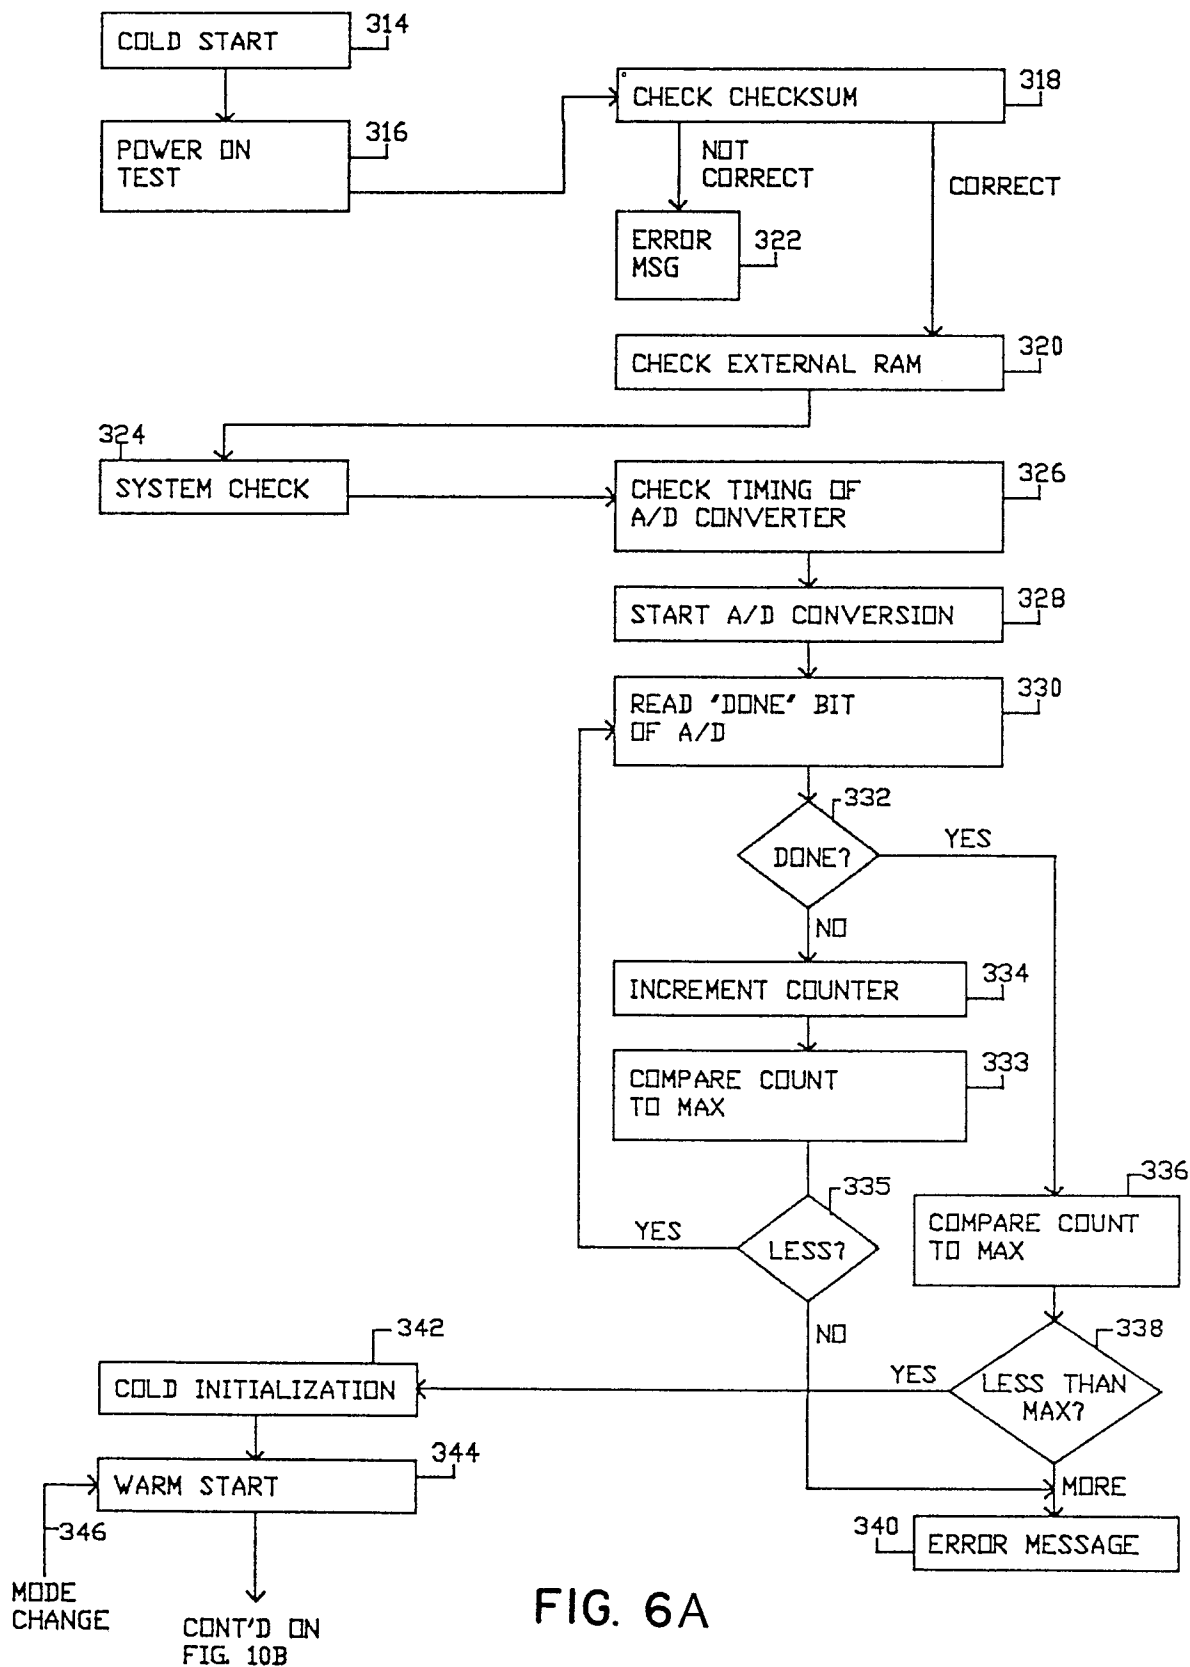 COLD START
314
POWER ON
TEST
316
CHECK CHECKSUM
318
NOT
CORRECT
CORRECT
ERROR
MSG
322
CHECK EXTERNAL RAM
320
324
SYSTEM CHECK
CHECK TIMING OF
A/D CONVERTER
326
START A/D CONVERSION
328
READ 'DONE' BIT
OF A/D
330
332
DONE?
YES
NO
INCREMENT COUNTER
334
COMPARE COUNT
TO MAX
333
335
LESS?
YES
NO
336
COMPARE COUNT
TO MAX
338
LESS THAN
MAX?
YES
MORE
342
COLD INITIALIZATION
WARM START
344
346
MODE
CHANGE
340
ERROR MESSAGE
CONT'D ON
FIG. 10B
FIG. 6A